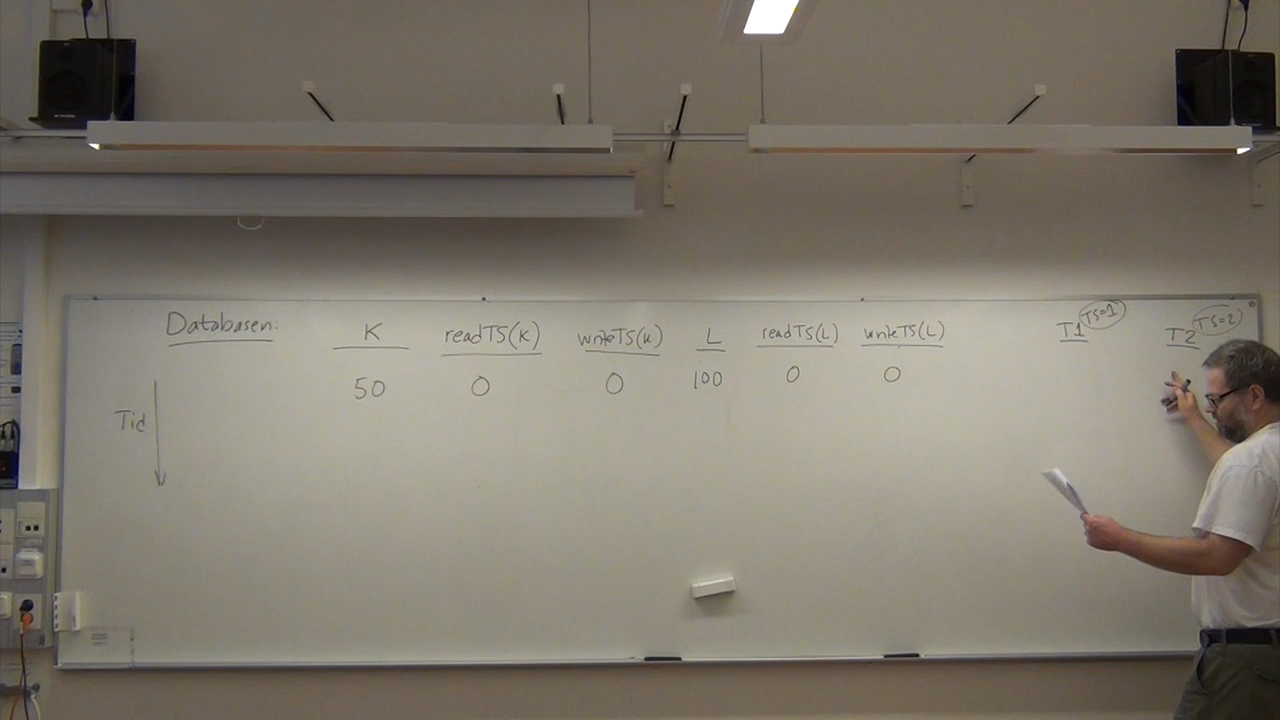 Databasen: K readTS(K) writeTS(K) L readTS(L) writeTS(L) T1 TS=1 T2 TS=2
50 0 0 100 0 0
Tid